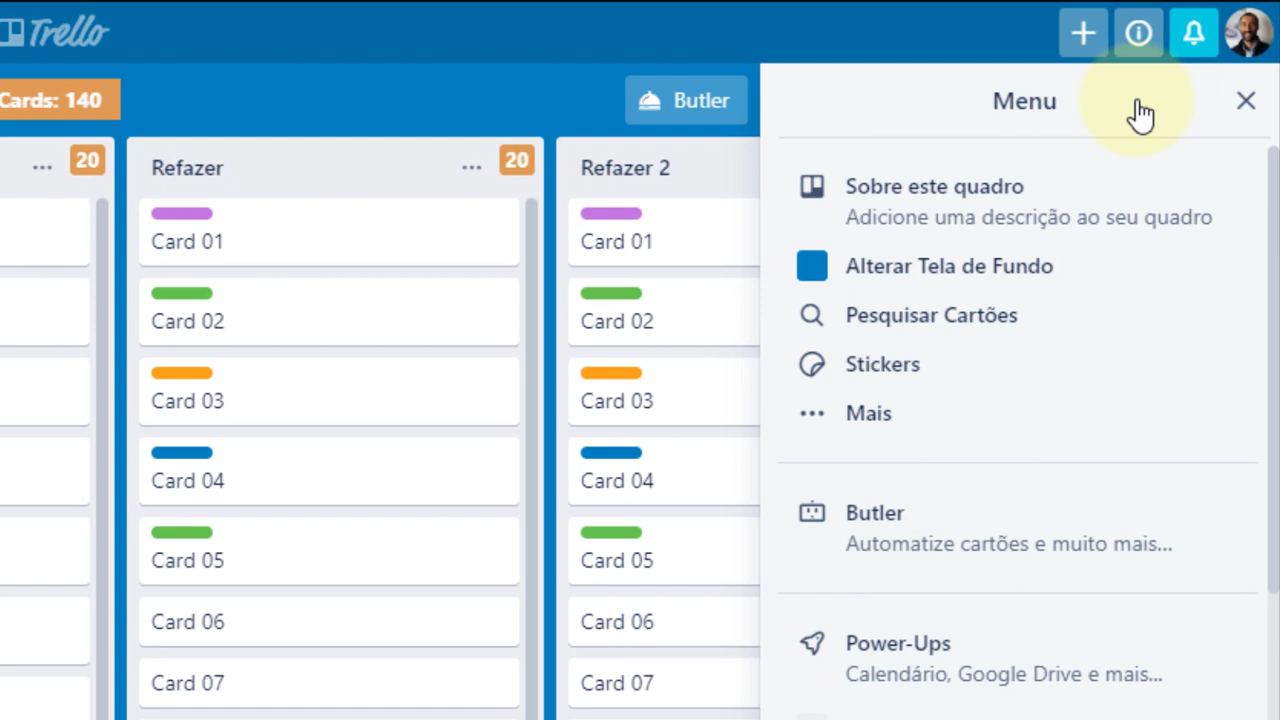 Trello
Cards: 140
Butler
20
Refazer
20
Card 01
Card 02
Card 03
Card 04
Card 05
Card 06
Card 07
Refazer 2
Card 01
Card 02
Card 03
Card 04
Card 05
Card 06
Card 07
Menu
Sobre este quadro
Adicione uma descrição ao seu quadro
Alterar Tela de Fundo
Pesquisar Cartões
Stickers
Mais
Butler
Automatize cartões e muito mais...
Power-Ups
Calendário, Google Drive e mais...